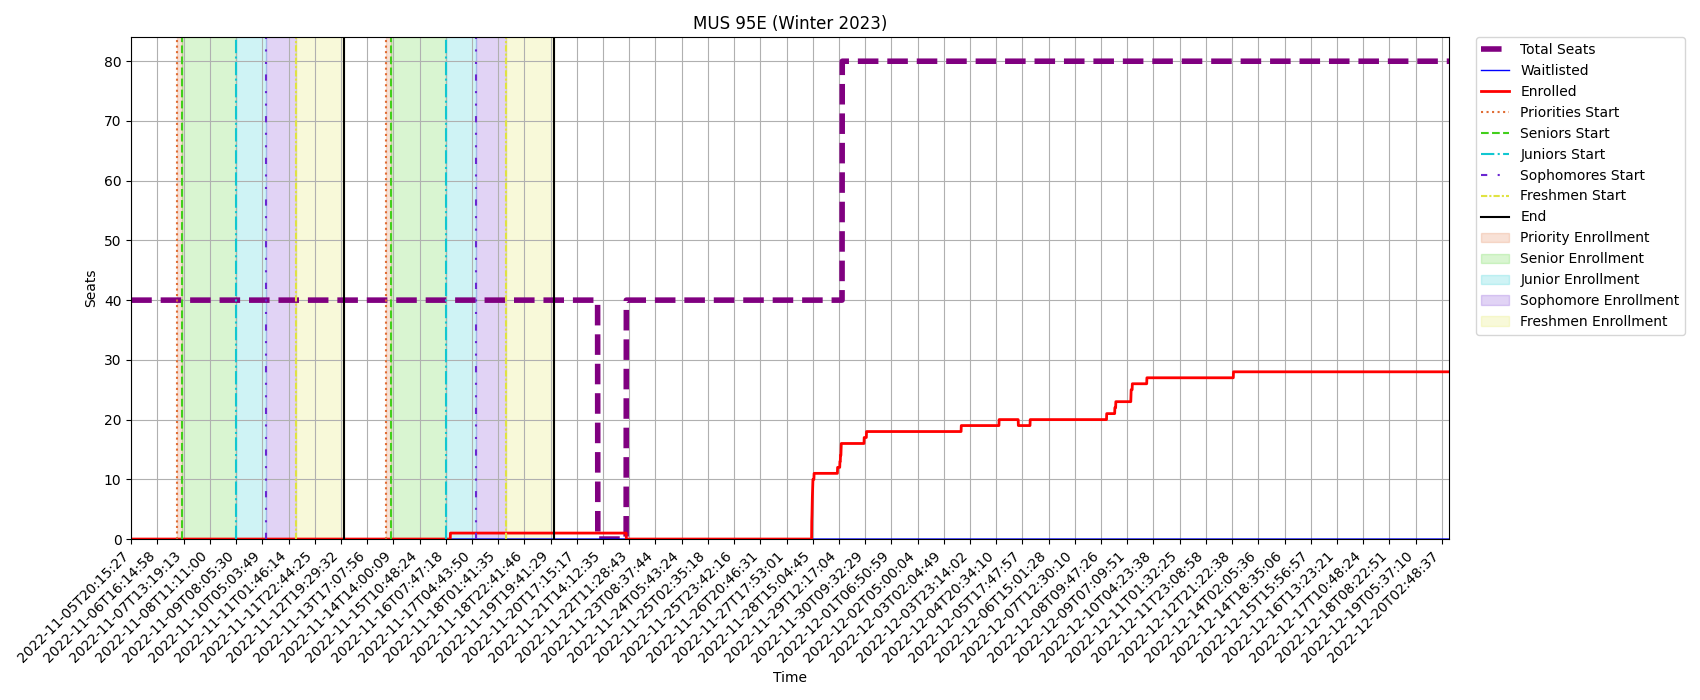 MUS 95E (Winter 2023)
Seats
80
70
60
50
40
30
20
10
0
2022-11-05T20:15:27
2022-11-06T16:14:58
2022-11-07T13:19:13
2022-11-08T11:11:00
2022-11-09T08:05:30
2022-11-10T05:03:49
2022-11-11T01:46:14
2022-11-11T22:44:25
2022-11-12T19:29:32
2022-11-13T17:07:56
2022-11-14T14:00:09
2022-11-15T10:48:24
2022-11-16T07:47:18
2022-11-17T04:43:50
2022-11-18T01:41:35
2022-11-18T22:41:46
2022-11-19T19:41:29
2022-11-20T17:15:17
2022-11-21T14:12:35
2022-11-22T11:28:43
2022-11-23T08:37:44
2022-11-24T05:43:24
2022-11-25T02:35:18
2022-11-25T23:42:16
2022-11-26T20:46:31
2022-11-27T17:53:01
2022-11-28T15:04:45
2022-11-29T12:17:04
2022-11-30T09:32:29
2022-12-01T06:50:59
2022-12-02T05:00:04
2022-12-03T02:04:49
2022-12-03T23:14:02
2022-12-04T20:34:10
2022-12-05T17:47:57
2022-12-06T15:01:28
2022-12-07T12:30:10
2022-12-08T09:47:26
2022-12-09T07:09:51
2022-12-10T04:23:38
2022-12-11T01:32:25
2022-12-11T23:08:58
2022-12-12T21:22:38
2022-12-14T02:05:36
2022-12-14T18:35:06
2022-12-15T15:56:57
2022-12-16T13:23:21
2022-12-17T10:48:24
2022-12-18T08:22:51
2022-12-19T05:37:10
2022-12-20T02:48:37
Time
Total Seats
Waitlisted
Enrolled
Priorities Start
Seniors Start
Juniors Start
Sophomores Start
Freshmen Start
End
Priority Enrollment
Senior Enrollment
Junior Enrollment
Sophomore Enrollment
Freshmen Enrollment